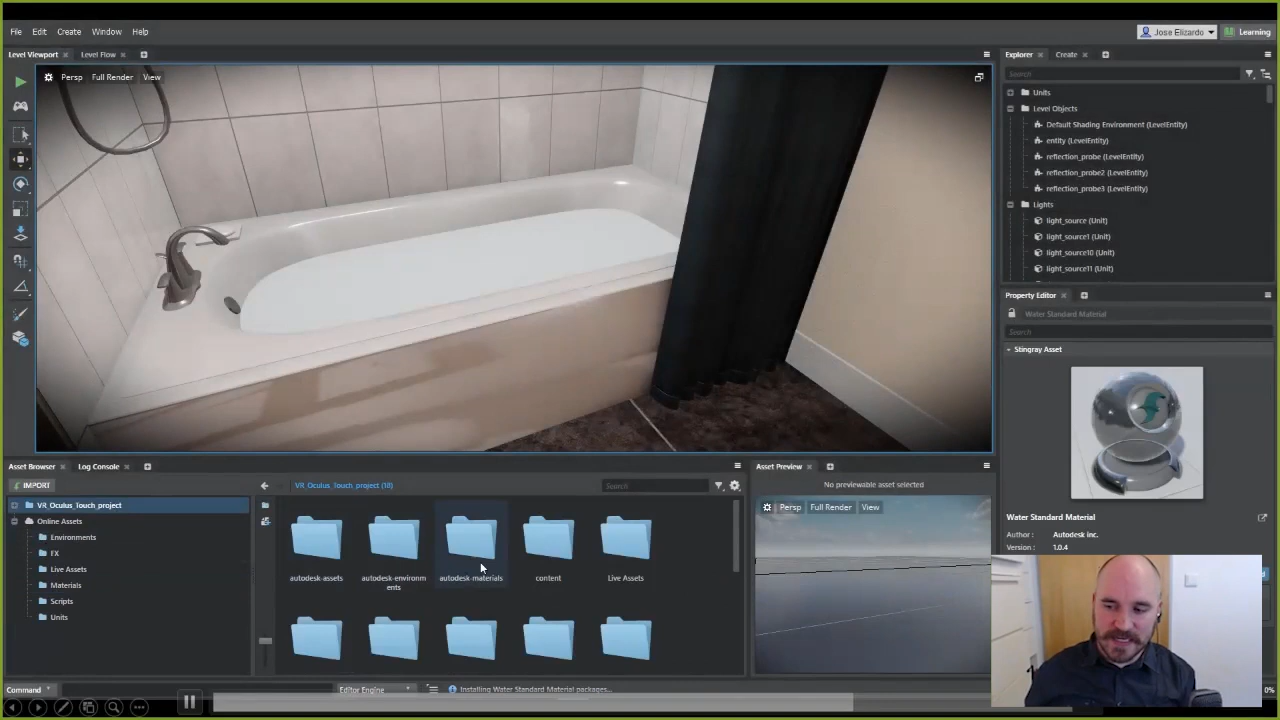 File Edit Create Window Help
Jose Elizardo Learning
Level Viewport Level Flow
Persp Full Render View
Explorer Create
Search
Units
Level Objects
Default Shading Environment (LevelEntity)
entity (LevelEntity)
reflection_probe (LevelEntity)
reflection_probe2 (LevelEntity)
reflection_probe3 (LevelEntity)
Lights
light_source (Unit)
light_source1 (Unit)
light_source10 (Unit)
light_source11 (Unit)
Property Editor
Water Standard Material
Search
Stingray Asset
Water Standard Material
Author : Autodesk Inc.
Version : 1.0.4
Asset Browser Log Console
IMPORT
VR_Oculus_Touch_project
Online Assets
Environments
FX
Live Assets
Materials
Scripts
Units
VR_Oculus_Touch_project (18)
Search
autodesk-assets
autodesk-environm
ents
autodesk-materials
content
Live Assets
Asset Preview
No previewable asset selected
Persp Full Render View
Command
Editor Engine
Installing Water Standard Material packages...
0%